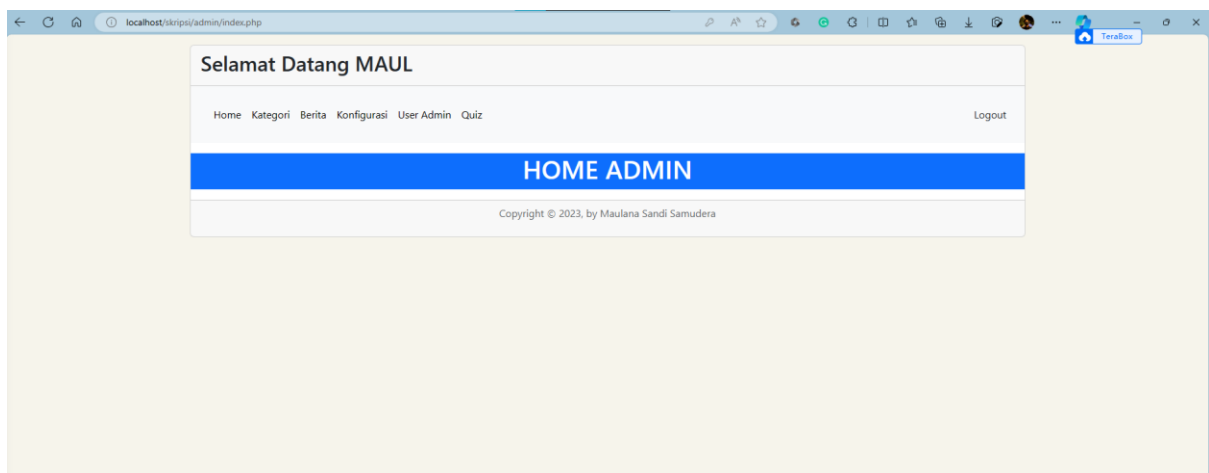 localhost/skripsi/admin/index.php
TeraBox
Selamat Datang MAUL
Home Kategori Berita Konfigurasi User Admin Quiz Logout
HOME ADMIN
Copyright © 2023, by Maulana Sandi Samudera